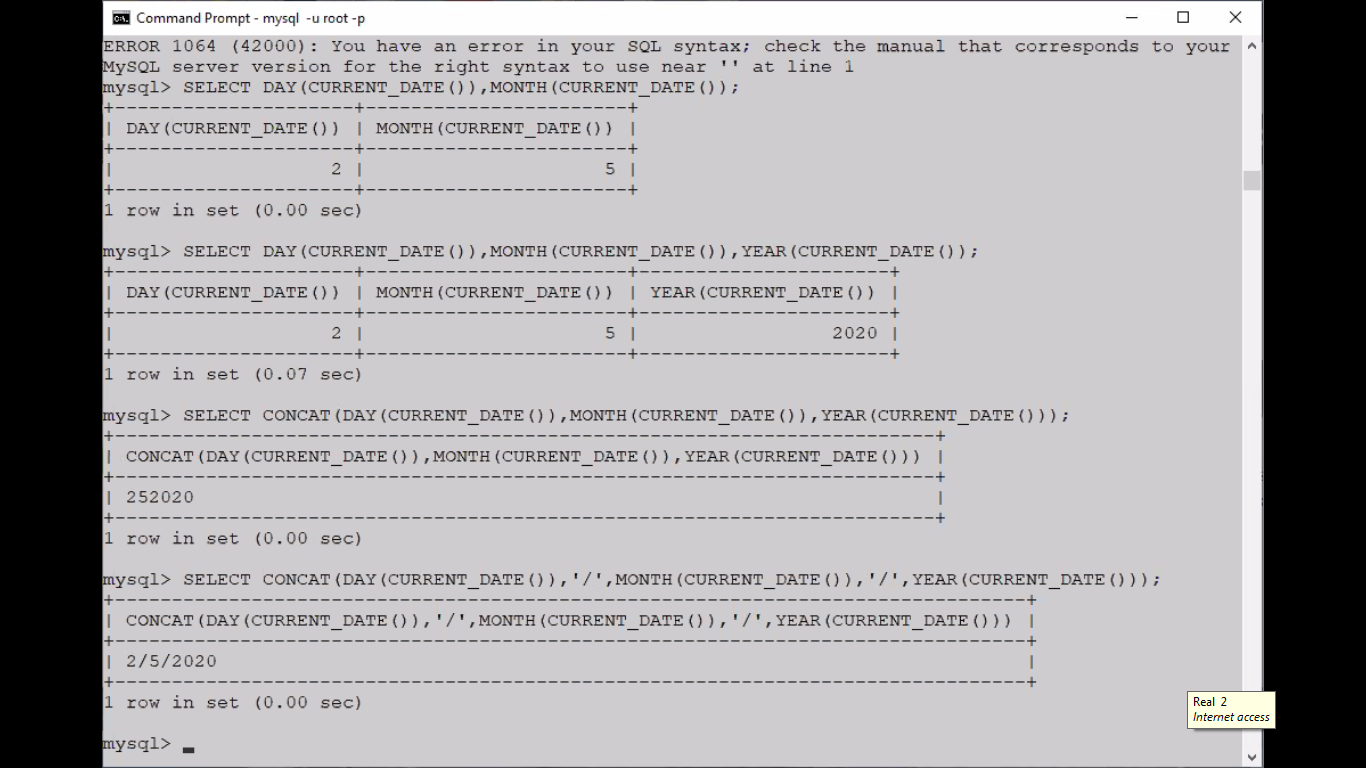 Command Prompt - mysql -u root -p
ERROR 1064 (42000): You have an error in your SQL syntax; check the manual that corresponds to your
MySQL server version for the right syntax to use near '' at line 1
mysql> SELECT DAY(CURRENT_DATE()),MONTH(CURRENT_DATE());
+---------------------+-----------------------+
| DAY(CURRENT_DATE()) | MONTH(CURRENT_DATE()) |
+---------------------+-----------------------+
|                   2 |                     5 |
+---------------------+-----------------------+
1 row in set (0.00 sec)
mysql> SELECT DAY(CURRENT_DATE()),MONTH(CURRENT_DATE()),YEAR(CURRENT_DATE());
+---------------------+-----------------------+----------------------+
| DAY(CURRENT_DATE()) | MONTH(CURRENT_DATE()) | YEAR(CURRENT_DATE()) |
+---------------------+-----------------------+----------------------+
|                   2 |                     5 |                 2020 |
+---------------------+-----------------------+----------------------+
1 row in set (0.07 sec)
mysql> SELECT CONCAT(DAY(CURRENT_DATE()),MONTH(CURRENT_DATE()),YEAR(CURRENT_DATE()));
+------------------------------------------------------------------------+
| CONCAT(DAY(CURRENT_DATE()),MONTH(CURRENT_DATE()),YEAR(CURRENT_DATE())) |
+------------------------------------------------------------------------+
| 252020                                                                 |
+------------------------------------------------------------------------+
1 row in set (0.00 sec)
mysql> SELECT CONCAT(DAY(CURRENT_DATE()),'/',MONTH(CURRENT_DATE()),'/',YEAR(CURRENT_DATE()));
+--------------------------------------------------------------------------------+
| CONCAT(DAY(CURRENT_DATE()),'/',MONTH(CURRENT_DATE()),'/',YEAR(CURRENT_DATE())) |
+--------------------------------------------------------------------------------+
| 2/5/2020                                                                       |
+--------------------------------------------------------------------------------+
1 row in set (0.00 sec)
Real 2
Internet access
mysql> _